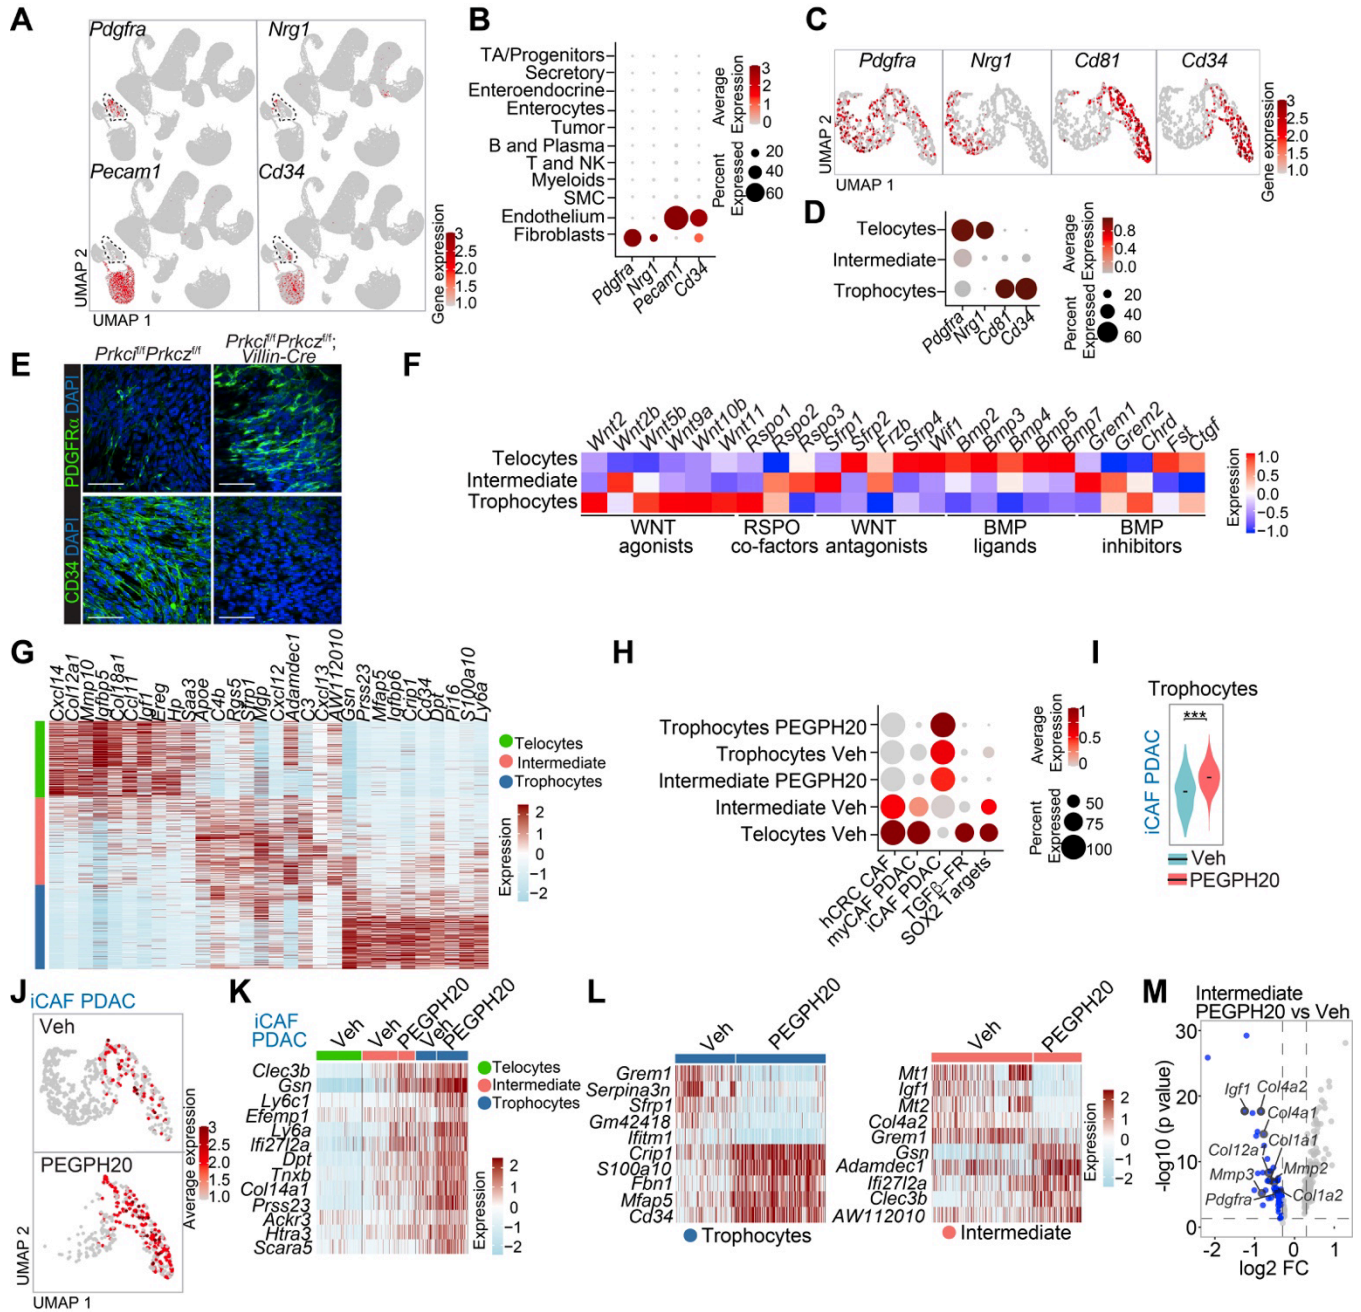 A
Pdgfra
Nrg1
Pecam1
Cd34
UMAP 2
UMAP 1
Gene expression
3
2.5
2.0
1.5
1.0
B
TA/Progenitors
Secretory
Enteroendocrine
Enterocytes
Tumor
B and Plasma
T and NK
Myeloids
SMC
Endothelium
Fibroblasts
Pdgfra
Nrg1
Pecam1
Cd34
Average
Expression
3
2
1
0
Percent
Expressed
20
40
60
C
Pdgfra
Nrg1
Cd81
Cd34
UMAP 2
UMAP 1
Gene expression
3
2.5
2.0
1.5
1.0
D
Telocytes
Intermediate
Trophocytes
Pdgfra
Nrg1
Cd81
Cd34
Average
Expression
0.8
0.4
0.0
Percent
Expressed
20
40
60
E
Prkci f/f Prkcz f/f
Prkci f/f Prkcz f/f;
Villin-Cre
PDGFRα DAPI
CD34 DAPI
F
Wnt2
Wnt2b
Wnt5b
Wnt9a
Wnt10b
Wnt11
Rspo1
Rspo2
Rspo3
Sfrp1
Sfrp2
Frzb
Sfrp4
Wif1
Bmp2
Bmp3
Bmp4
Bmp5
Bmp7
Grem1
Grem2
Chrd
Fst
Ctgf
Telocytes
Intermediate
Trophocytes
WNT
agonists
RSPO
co-factors
WNT
antagonists
BMP
ligands
BMP
inhibitors
Expression
1.0
0.5
0.0
−0.5
−1.0
G
Cxcl14
Col12a1
Mmp10
Igfbp5
Col18a1
Ccl11
Igf1
Ereg
Hp
Saa3
Apoe
C4b
Rgs5
Sfrp1
Mgp
Cxcl12
Adamdec1
C3
Cxcl13
AW112010
Gsn
Prss23
Mfap5
Igfbp6
Crip1
Cd34
Dpt
Pi16
S100a10
Ly6a
Telocytes
Intermediate
Trophocytes
Expression
2
1
0
−1
−2
H
Trophocytes PEGPH20
Trophocytes Veh
Intermediate PEGPH20
Intermediate Veh
Telocytes Veh
hCRC CAF
myCAF PDAC
iCAF PDAC
TGFβ−FR
SOX2 Targets
Average
Expression
1
0.5
0
Percent
Expressed
50
75
100
I
Trophocytes
***
iCAF PDAC
Veh
PEGPH20
J
iCAF PDAC
Veh
PEGPH20
UMAP 2
UMAP 1
Average expression
3
2.5
2.0
1.5
1.0
K
iCAF
PDAC
Veh
Veh
PEGPH20
Veh
PEGPH20
Clec3b
Gsn
Ly6c1
Efemp1
Ly6a
Ifi27l2a
Dpt
Tnxb
Col14a1
Prss23
Ackr3
Htra3
Scara5
Telocytes
Intermediate
Trophocytes
Expression
2
1
0
−1
−2
L
Veh
PEGPH20
Grem1
Serpina3n
Sfrp1
Gm42418
Ifitm1
Crip1
S100a10
Fbn1
Mfap5
Cd34
Trophocytes
Veh
PEGPH20
Mt1
Igf1
Mt2
Col4a2
Grem1
Gsn
Adamdec1
Ifi27l2a
Clec3b
AW112010
Intermediate
Expression
2
1
0
−1
−2
M
Intermediate
PEGPH20 vs Veh
-log10 (p value)
30
20
10
0
Igf1
Col4a2
Col4a1
Col12a1
Col1a1
Mmp3
Mmp2
Pdgfra
Col1a2
-2
-1
0
1
log2 FC